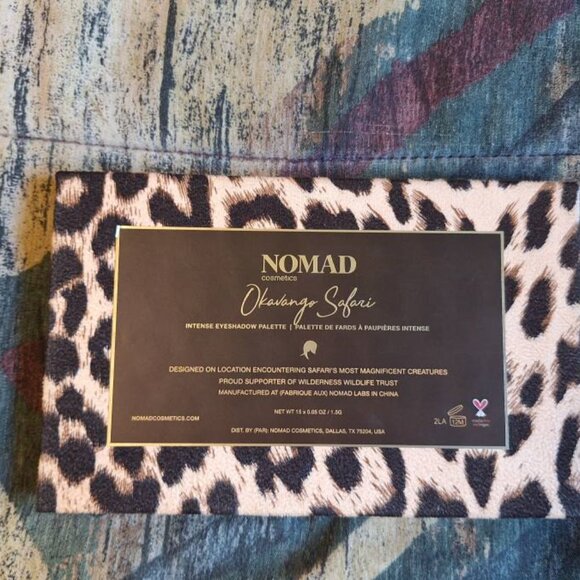 NOMAD
cosmetics
Okavango Safari
INTENSE EYESHADOW PALETTE | PALETTE DE FARDS À PAUPIÈRES INTENSE
DESIGNED ON LOCATION ENCOUNTERING SAFARI'S MOST MAGNIFICENT CREATURES
PROUD SUPPORTER OF WILDERNESS WILDLIFE TRUST
MANUFACTURED AT (FABRIQUE AUX) NOMAD LABS IN CHINA
NET WT 15 x 0.05 OZ / 1.5G
NOMADCOSMETICS.COM
2LA
12M
DIST. BY (PAR): NOMAD COSMETICS, DALLAS, TX 75204, USA